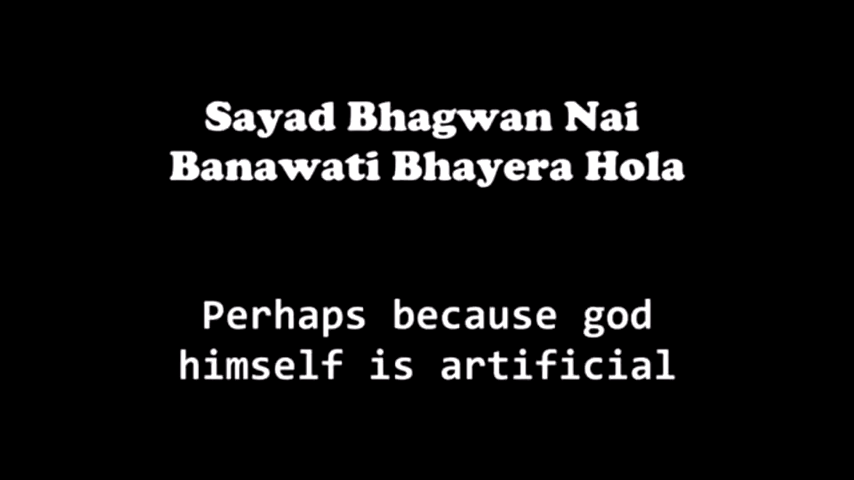 Sayad Bhagwan Nai
Banawati Bhayera Hola
Perhaps because god
himself is artificial